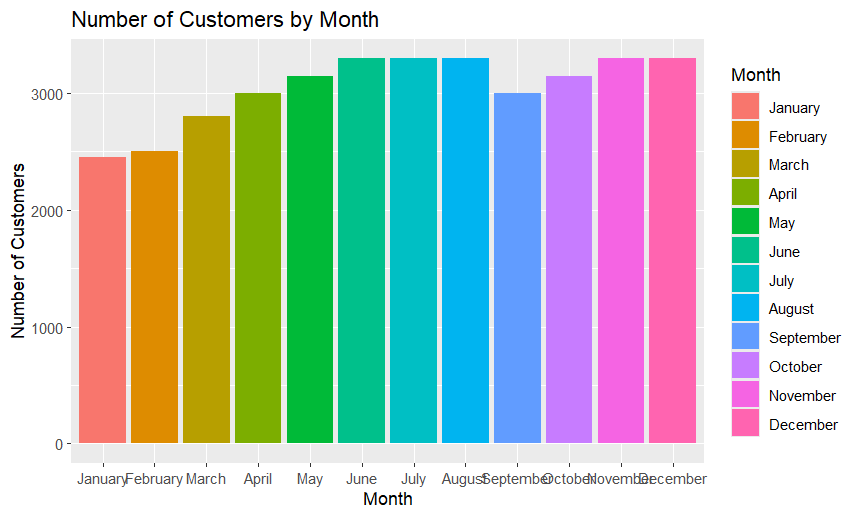 Number of Customers by Month
Number of Customers
3000
2000
1000
0
January February March April May June July August September October November December
Month
Month
January
February
March
April
May
June
July
August
September
October
November
December